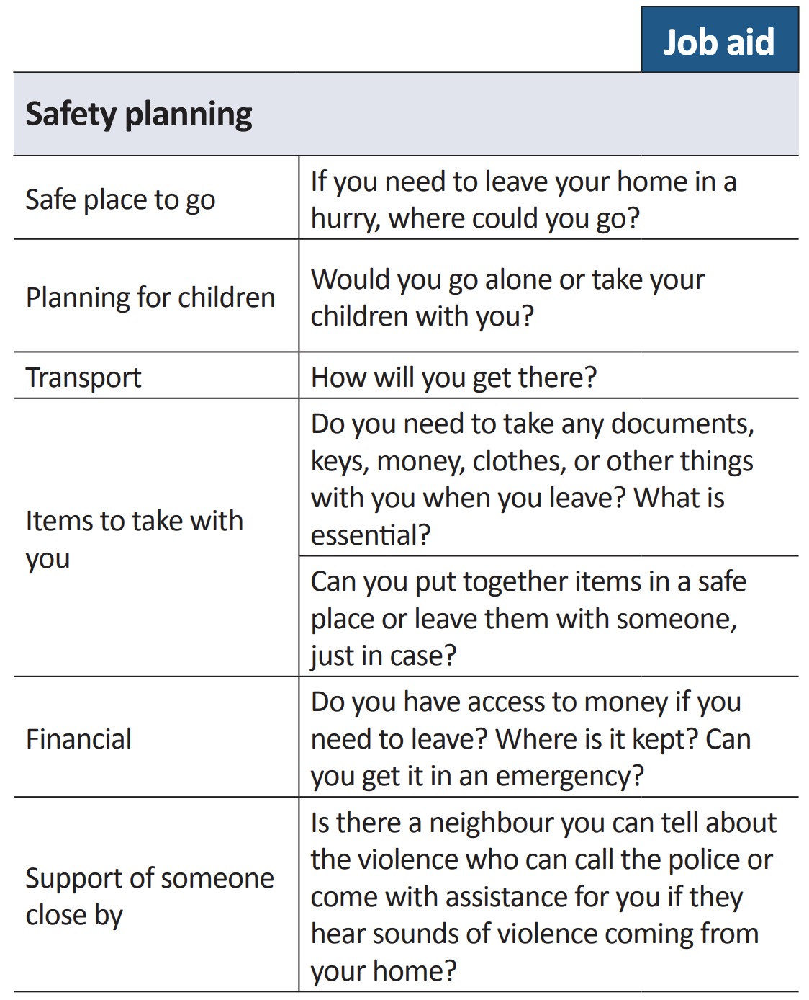 Job aid
Safety planning
Safe place to go
If you need to leave your home in a
hurry, where could you go?
Planning for children
Would you go alone or take your
children with you?
Transport
How will you get there?
Items to take with
you
Do you need to take any documents,
keys, money, clothes, or other things
with you when you leave? What is
essential?
Can you put together items in a safe
place or leave them with someone,
just in case?
Financial
Do you have access to money if you
need to leave? Where is it kept? Can
you get it in an emergency?
Support of someone
close by
Is there a neighbour you can tell about
the violence who can call the police or
come with assistance for you if they
hear sounds of violence coming from
your home?